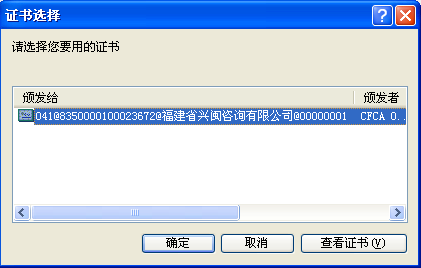 证书选择
请选择您要用的证书
颁发给 颁发者
041@8350000100023672@福建省兴闽咨询有限公司@00000001 CFCA O..
确定 取消 查看证书(V)